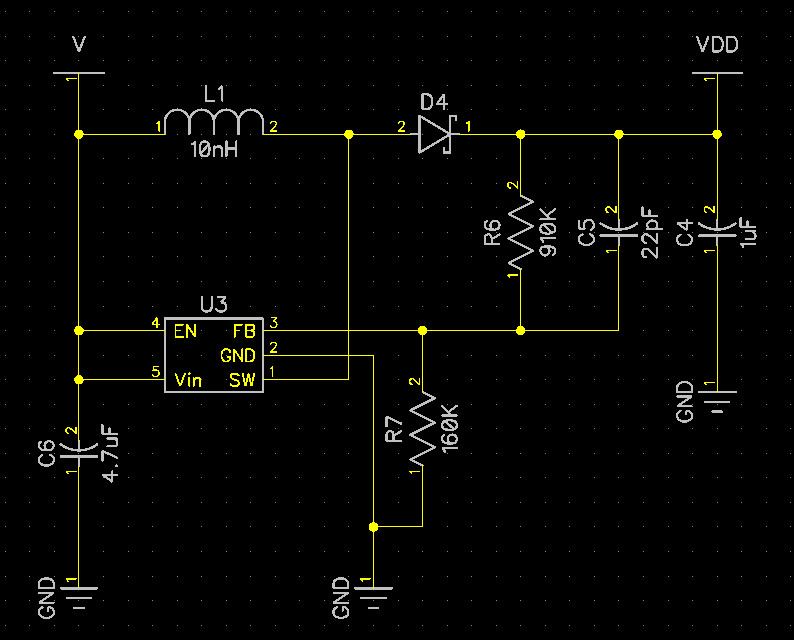 V
VDD
1
1
L1
D4
1
2
2
1
10nH
2
2
2
R6
910K
C5
22pF
C4
1uF
1
1
1
U3
4
EN
FB
3
GND
2
5
Vin
SW
1
2
1
GND
2
C6
4.7uF
1
R7
160K
1
1
GND
1
GND